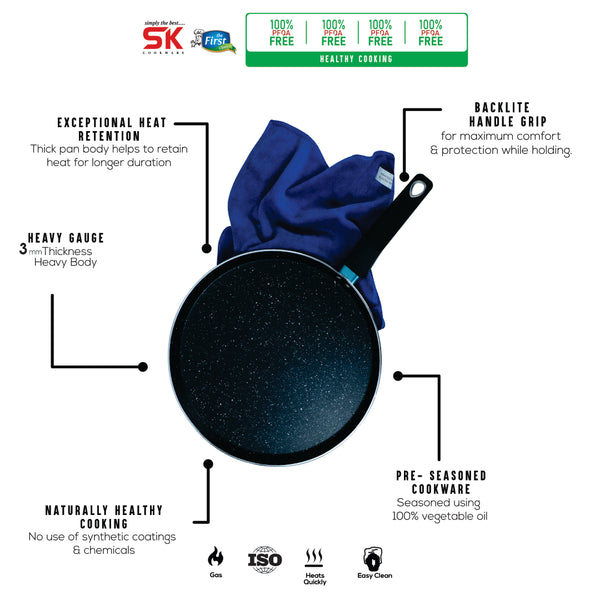 simply the best.....
SK
COOKWARE
the
First
100%
PFOA
FREE
100%
PFOA
FREE
100%
PFOA
FREE
100%
PFOA
FREE
HEALTHY COOKING
EXCEPTIONAL HEAT
RETENTION
Thick pan body helps to retain
heat for longer duration
BACKLITE
HANDLE GRIP
for maximum comfort
& protection while holding.
HEAVY GAUGE
3mmThickness
Heavy Body
PRE- SEASONED
COOKWARE
Seasoned using
100% vegetable oil
NATURALLY HEALTHY
COOKING
No use of synthetic coatings
& chemicals
Gas
ISO
Heats
Quickly
Easy Clean